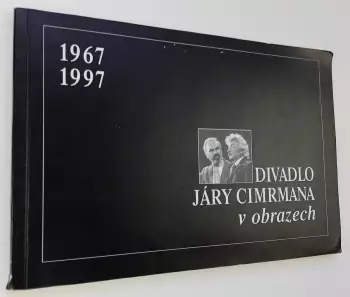 1967
1997
DIVADLO
JÁRY CIMRMANA
v obrazech